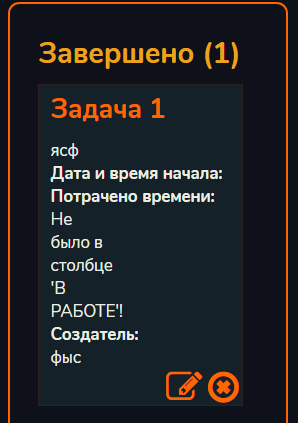 Завершено (1)
Задача 1
ясф
Дата и время начала:
Потрачено времени:
Не
было в
столбце
'В
РАБОТЕ'!
Создатель:
фыс